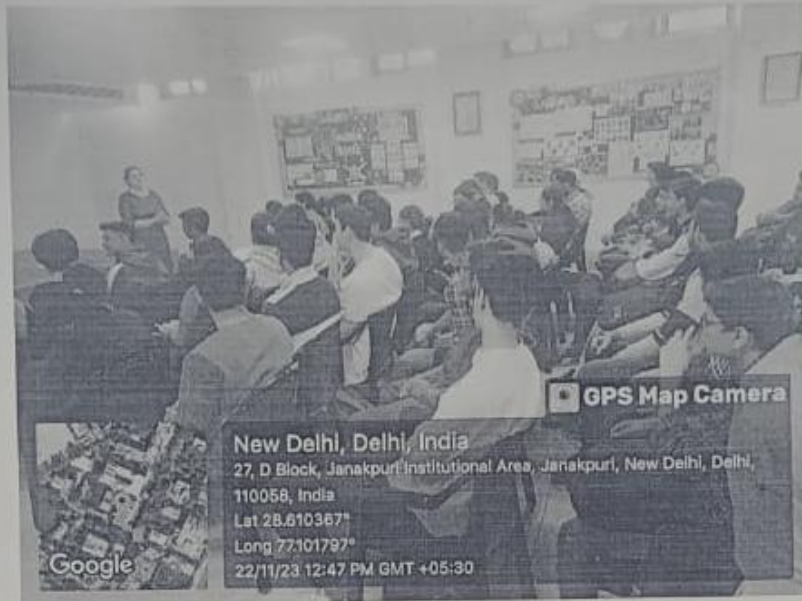 GPS Map Camera
New Delhi, Delhi, India
27, D Block, Janakpuri Institutional Area, Janakpuri, New Delhi, Delhi,
110058, India
Lat 28.610367°
Long 77.101797°
22/11/23 12:47 PM GMT +05:30
Google